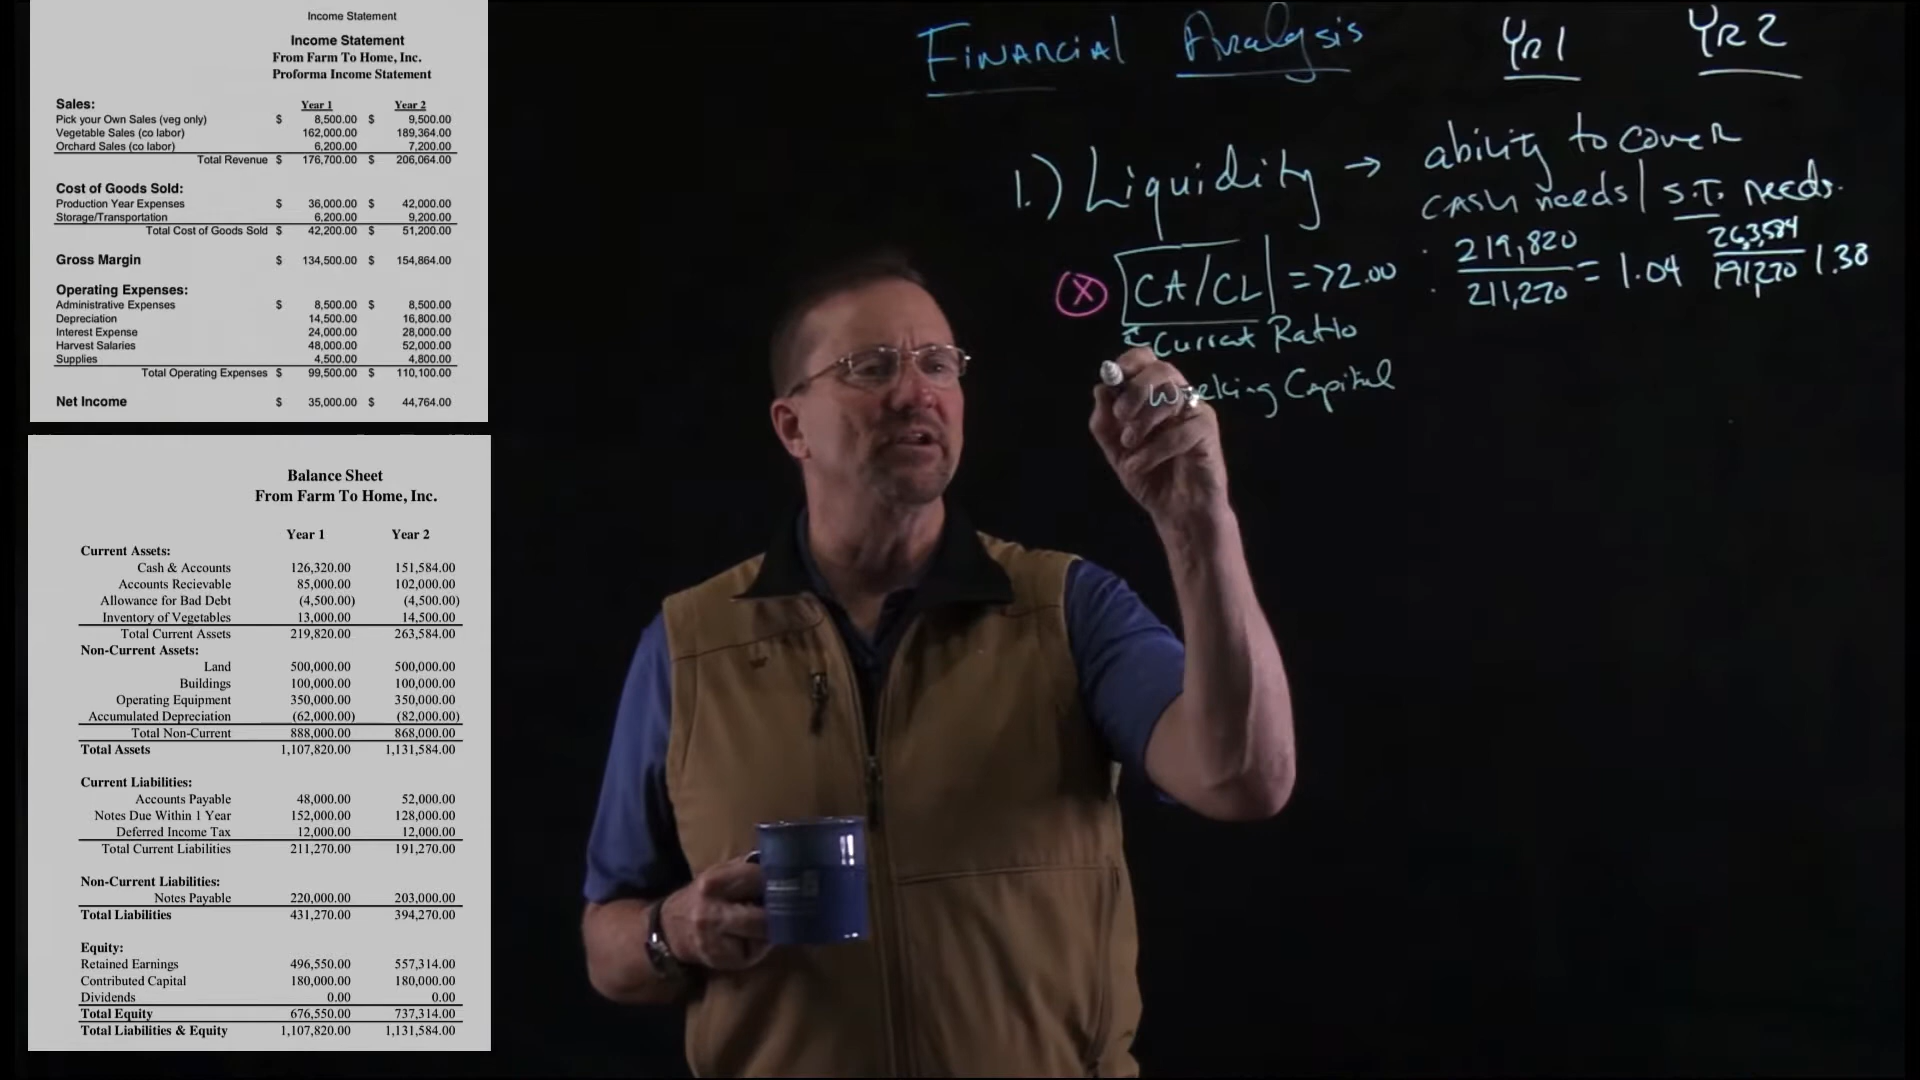 Income Statement
Income Statement
From Farm To Home, Inc.
Proforma Income Statement
Sales: Year 1 Year 2
Pick your Own Sales (veg only) $ 8,500.00 $ 9,500.00
Vegetable Sales (co labor) 162,000.00 189,364.00
Orchard Sales (co labor) 6,200.00 7,200.00
Total Revenue $ 176,700.00 $ 206,064.00
Cost of Goods Sold:
Production Year Expenses $ 36,000.00 $ 42,000.00
Storage/Transportation 6,200.00 9,200.00
Total Cost of Goods Sold $ 42,200.00 $ 51,200.00
Gross Margin $ 134,500.00 $ 154,864.00
Operating Expenses:
Administrative Expenses $ 8,500.00 $ 8,500.00
Depreciation 14,500.00 16,800.00
Interest Expense 24,000.00 28,000.00
Harvest Salaries 48,000.00 52,000.00
Supplies 4,500.00 4,800.00
Total Operating Expenses $ 99,500.00 $ 110,100.00
Net Income $ 35,000.00 $ 44,764.00
Balance Sheet
From Farm To Home, Inc.
Year 1 Year 2
Current Assets:
Cash & Accounts 126,320.00 151,584.00
Accounts Recievable 85,000.00 102,000.00
Allowance for Bad Debt (4,500.00) (4,500.00)
Inventory of Vegetables 13,000.00 14,500.00
Total Current Assets 219,820.00 263,584.00
Non-Current Assets:
Land 500,000.00 500,000.00
Buildings 100,000.00 100,000.00
Operating Equipment 350,000.00 350,000.00
Accumulated Depreciation (62,000.00) (82,000.00)
Total Non-Current 888,000.00 868,000.00
Total Assets 1,107,820.00 1,131,584.00
Current Liabilities:
Accounts Payable 48,000.00 52,000.00
Notes Due Within 1 Year 152,000.00 128,000.00
Deferred Income Tax 12,000.00 12,000.00
Total Current Liabilities 211,270.00 191,270.00
Non-Current Liabilities:
Notes Payable 220,000.00 203,000.00
Total Liabilities 431,270.00 394,270.00
Equity:
Retained Earnings 496,550.00 557,314.00
Contributed Capital 180,000.00 180,000.00
Dividends 0.00 0.00
Total Equity 676,550.00 737,314.00
Total Liabilities & Equity 1,107,820.00 1,131,584.00
Financial Analysis Yr 1 Yr 2
1.) Liquidity → ability to cover
cash needs / S.T. needs.
X CA/CL = >2.00 219,820 / 211,270 = 1.04 263,584 / 191,270 1.38
Current Ratio
Working Capital